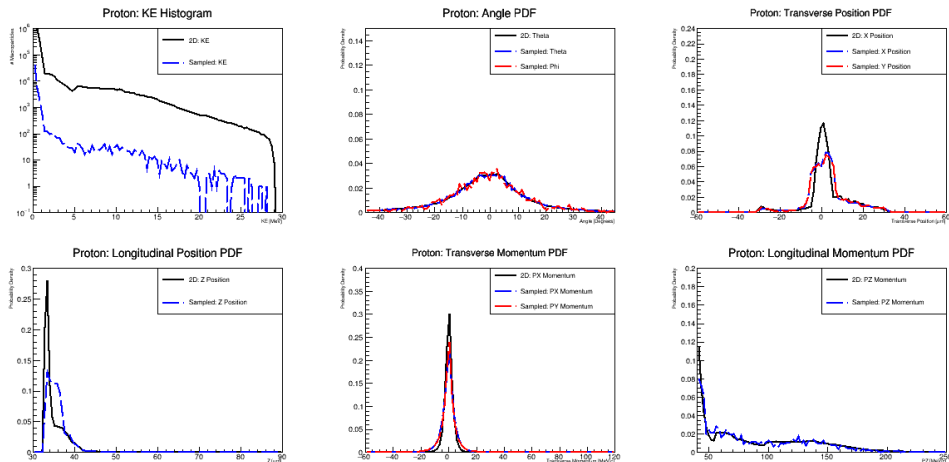 Proton: KE Histogram
# Macroparticles
10^6
10^5
10^4
10^3
10^2
10
1
10^-1
2D: KE
Sampled: KE
0 5 10 15 20 25 30
KE [MeV]
Proton: Angle PDF
Probability Density
0.14
0.12
0.1
0.08
0.06
0.04
0.02
0
2D: Theta
Sampled: Theta
Sampled: Phi
−40 −30 −20 −10 0 10 20 30 40
Angle [Degrees]
Proton: Transverse Position PDF
Probability Density
0.24
0.22
0.2
0.18
0.16
0.14
0.12
0.10
0.08
0.06
0.04
0.02
0
2D: X Position
Sampled: X Position
Sampled: Y Position
−60 −40 −20 0 20 40 60
Transverse Position [μm]
Proton: Longitudinal Position PDF
Probability Density
0.3
0.25
0.2
0.15
0.1
0.05
0
2D: Z Position
Sampled: Z Position
30 40 50 60 70 80 90
Z [μm]
Proton: Transverse Momentum PDF
Probability Density
0.4
0.35
0.3
0.25
0.2
0.15
0.1
0.05
0
2D: PX Momentum
Sampled: PX Momentum
Sampled: PY Momentum
−60 −40 −20 0 20 40 60 80 100 120
Transverse Momentum
Proton: Longitudinal Momentum PDF
Probability Density
0.2
0.18
0.16
0.14
0.12
0.1
0.08
0.06
0.04
0.02
0
2D: PZ Momentum
Sampled: PZ Momentum
50 100 150 200 250